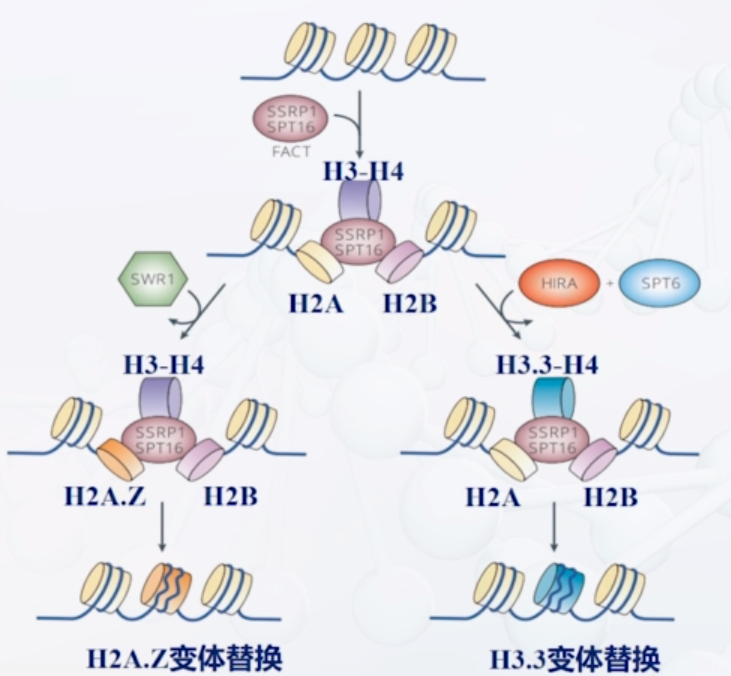 SSRP1
SPT16
FACT
H3-H4
SSRP1
SPT16
H2A H2B
SWR1
HIRA + SPT6
H3-H4
SSRP1
SPT16
H2A.Z H2B
H2A.Z变体替换
H3.3-H4
SSRP1
SPT16
H2A H2B
H3.3变体替换